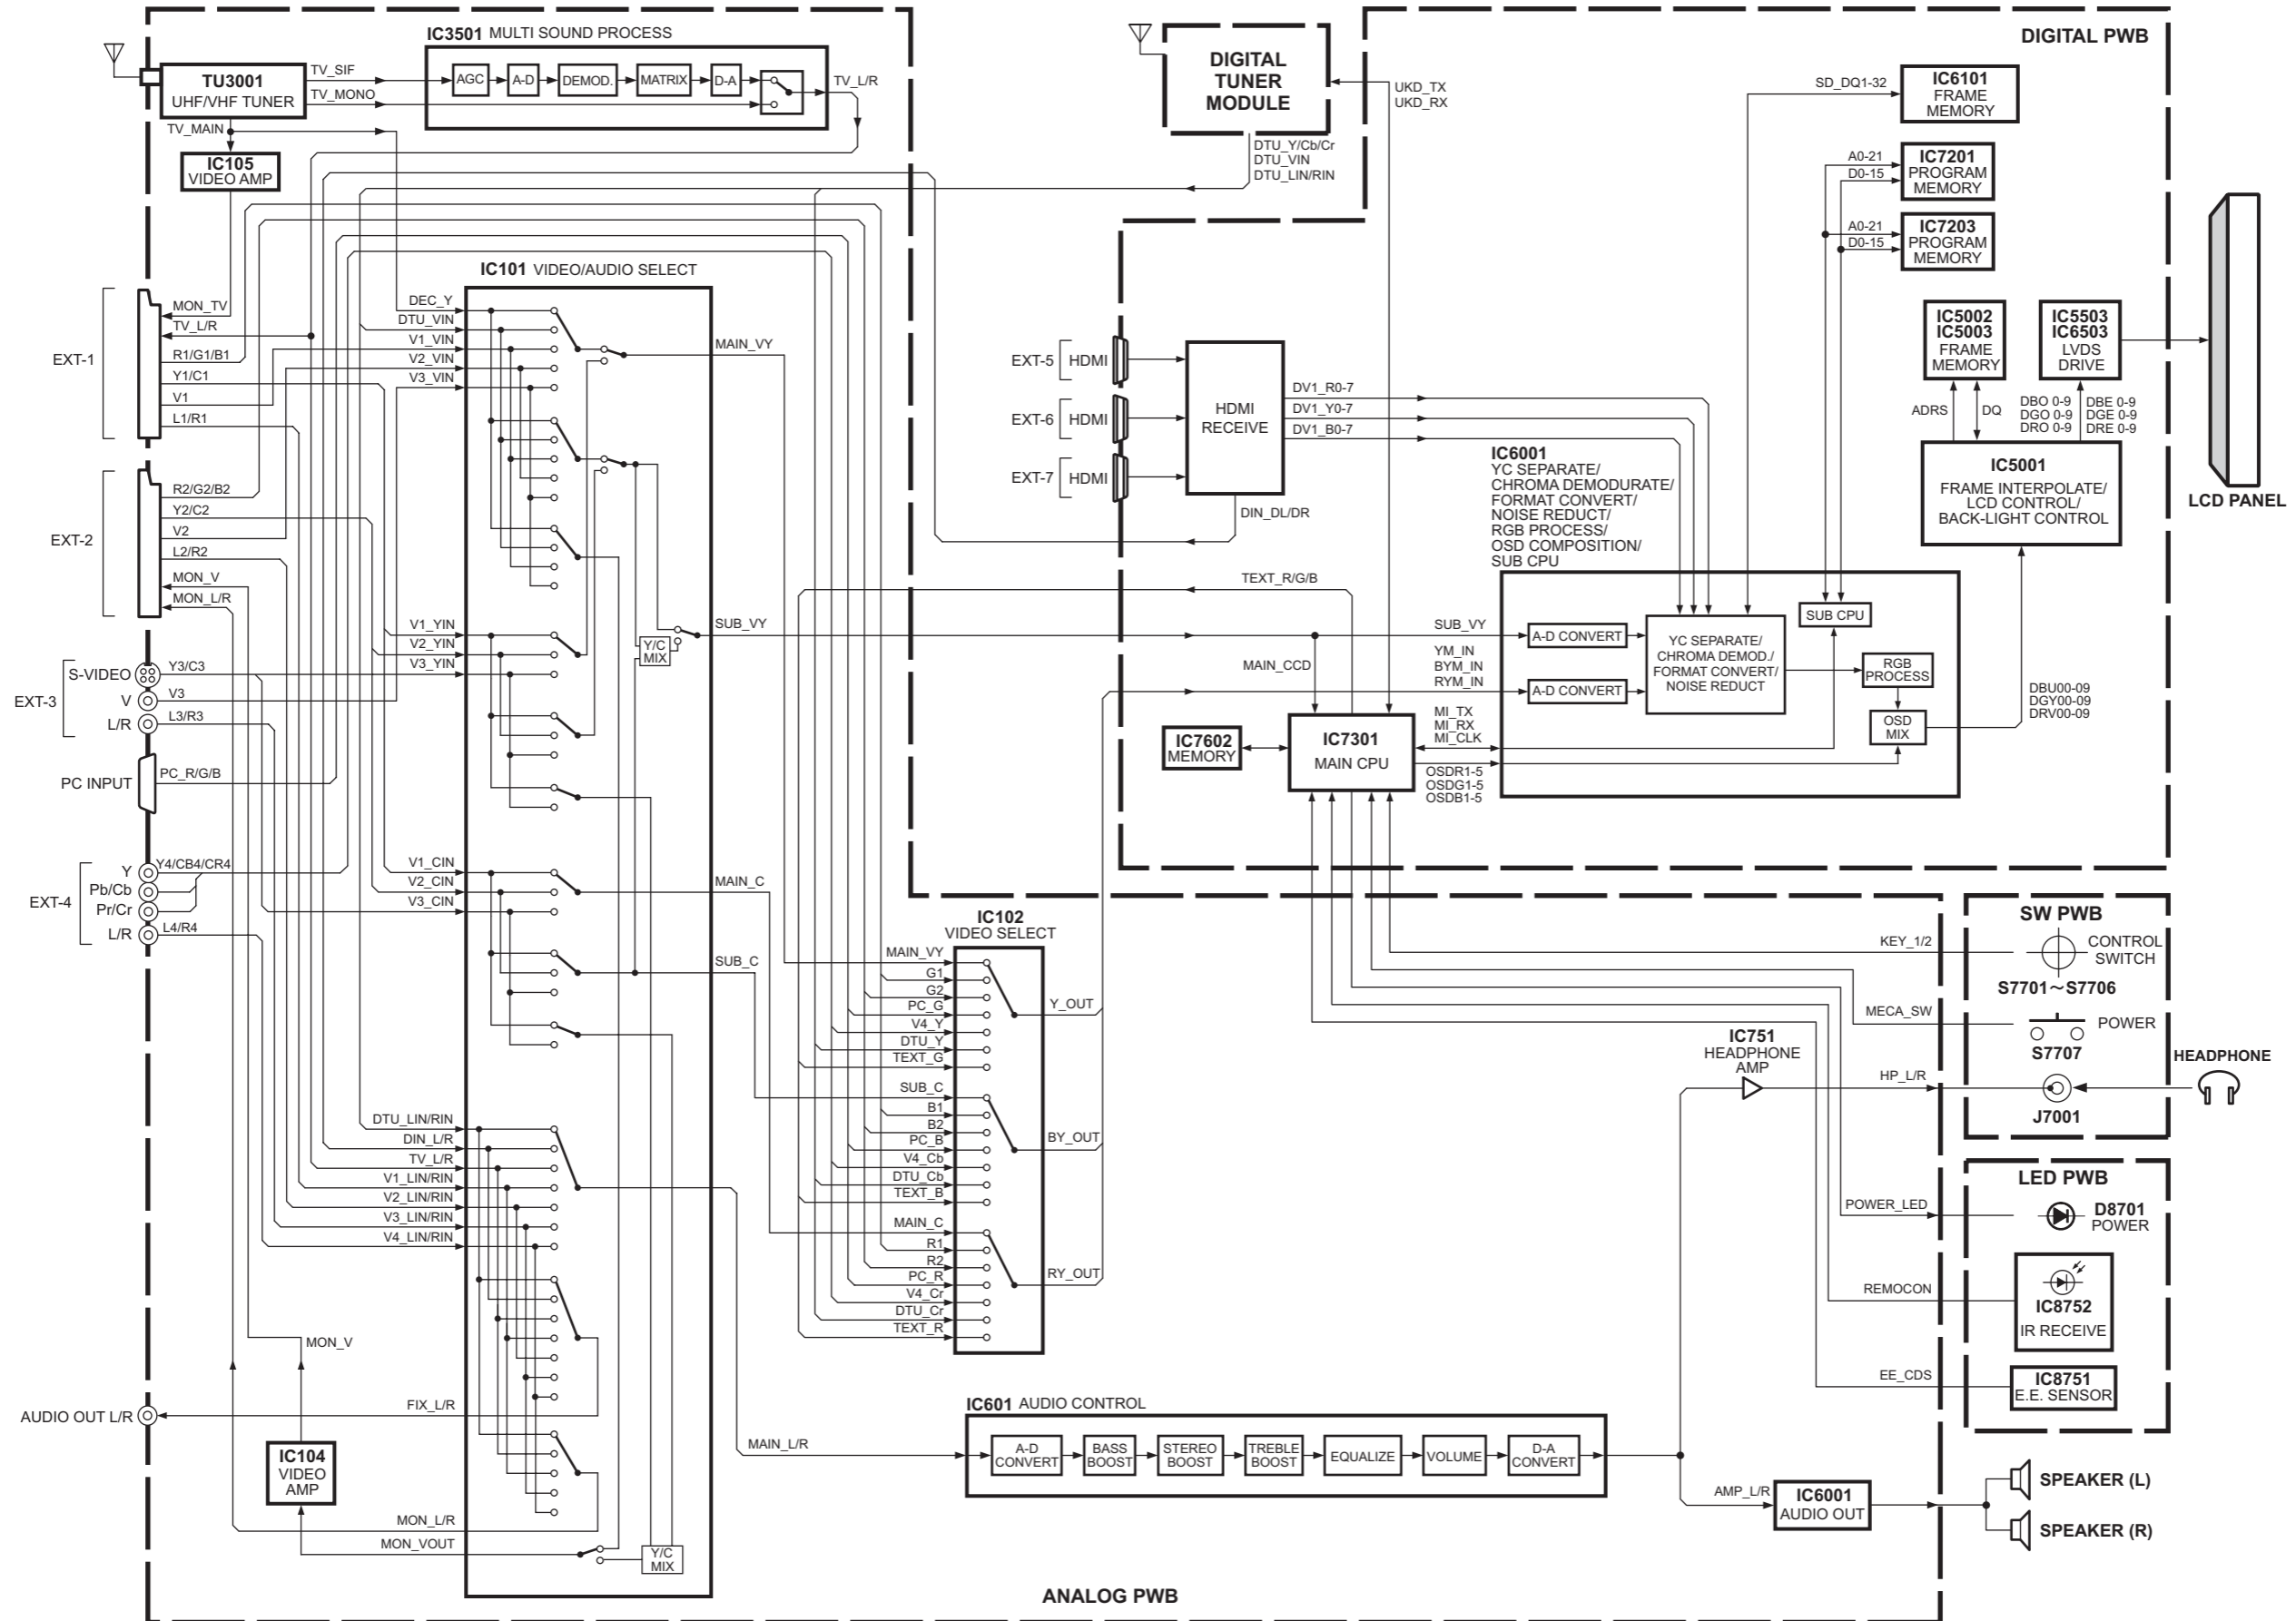 IC3501 MULTI SOUND PROCESS
TU3001
UHF/VHF TUNER
TV_SIF
TV_MONO
AGC
A-D
DEMOD.
MATRIX
D-A
TV_L/R
TV_MAIN
IC105
VIDEO AMP
DIGITAL
TUNER
MODULE
UKD_TX
UKD_RX
DTU_Y/Cb/Cr
DTU_VIN
DTU_LIN/RIN
DIGITAL PWB
SD_DQ1-32
IC6101
FRAME
MEMORY
A0-21
D0-15
IC7201
PROGRAM
MEMORY
A0-21
D0-15
IC7203
PROGRAM
MEMORY
IC5002
IC5003
FRAME
MEMORY
IC5503
IC6503
LVDS
DRIVE
ADRS
DQ
DBO 0-9
DGO 0-9
DRO 0-9
DBE 0-9
DGE 0-9
DRE 0-9
IC5001
FRAME INTERPOLATE/
LCD CONTROL/
BACK-LIGHT CONTROL
LCD PANEL
EXT-1
MON_TV
TV_L/R
R1/G1/B1
Y1/C1
V1
L1/R1
EXT-2
R2/G2/B2
Y2/C2
V2
L2/R2
MON_V
MON_L/R
EXT-3
S-VIDEO
Y3/C3
V
V3
L/R
L3/R3
PC INPUT
PC_R/G/B
EXT-4
Y
Y4/CB4/CR4
Pb/Cb
Pr/Cr
L/R
L4/R4
IC101 VIDEO/AUDIO SELECT
DEC_Y
DTU_VIN
V1_VIN
V2_VIN
V3_VIN
MAIN_VY
V1_YIN
V2_YIN
V3_YIN
Y/C
MIX
SUB_VY
V1_CIN
V2_CIN
V3_CIN
MAIN_C
SUB_C
DTU_LIN/RIN
DIN_L/R
TV_L/R
V1_LIN/RIN
V2_LIN/RIN
V3_LIN/RIN
V4_LIN/RIN
MON_V
AUDIO OUT L/R
FIX_L/R
IC104
VIDEO
AMP
MON_L/R
MON_VOUT
Y/C
MIX
MAIN_L/R
EXT-5
HDMI
EXT-6
HDMI
EXT-7
HDMI
HDMI
RECEIVE
DV1_R0-7
DV1_Y0-7
DV1_B0-7
DIN_DL/DR
TEXT_R/G/B
IC6001
YC SEPARATE/
CHROMA DEMODURATE/
FORMAT CONVERT/
NOISE REDUCT/
RGB PROCESS/
OSD COMPOSITION/
SUB CPU
SUB_VY
MAIN_CCD
YM_IN
BYM_IN
RYM_IN
A-D CONVERT
A-D CONVERT
YC SEPARATE/
CHROMA DEMOD./
FORMAT CONVERT/
NOISE REDUCT
SUB CPU
RGB
PROCESS
OSD
MIX
DBU00-09
DGY00-09
DRV00-09
IC7602
MEMORY
IC7301
MAIN CPU
MI_TX
MI_RX
MI_CLK
OSDR1-5
OSDG1-5
OSDB1-5
IC102
VIDEO SELECT
MAIN_VY
G1
G2
PC_G
V4_Y
DTU_Y
TEXT_G
Y_OUT
SUB_C
B1
B2
PC_B
V4_Cb
DTU_Cb
TEXT_B
BY_OUT
MAIN_C
R1
R2
PC_R
V4_Cr
DTU_Cr
TEXT_R
RY_OUT
SW PWB
KEY_1/2
CONTROL
SWITCH
S7701～S7706
MECA_SW
POWER
S7707
IC751
HEADPHONE
AMP
HP_L/R
J7001
HEADPHONE
LED PWB
POWER_LED
D8701
POWER
REMOCON
IC8752
IR RECEIVE
EE_CDS
IC8751
E.E. SENSOR
IC601 AUDIO CONTROL
A-D
CONVERT
BASS
BOOST
STEREO
BOOST
TREBLE
BOOST
EQUALIZE
VOLUME
D-A
CONVERT
AMP_L/R
IC6001
AUDIO OUT
SPEAKER (L)
SPEAKER (R)
ANALOG PWB